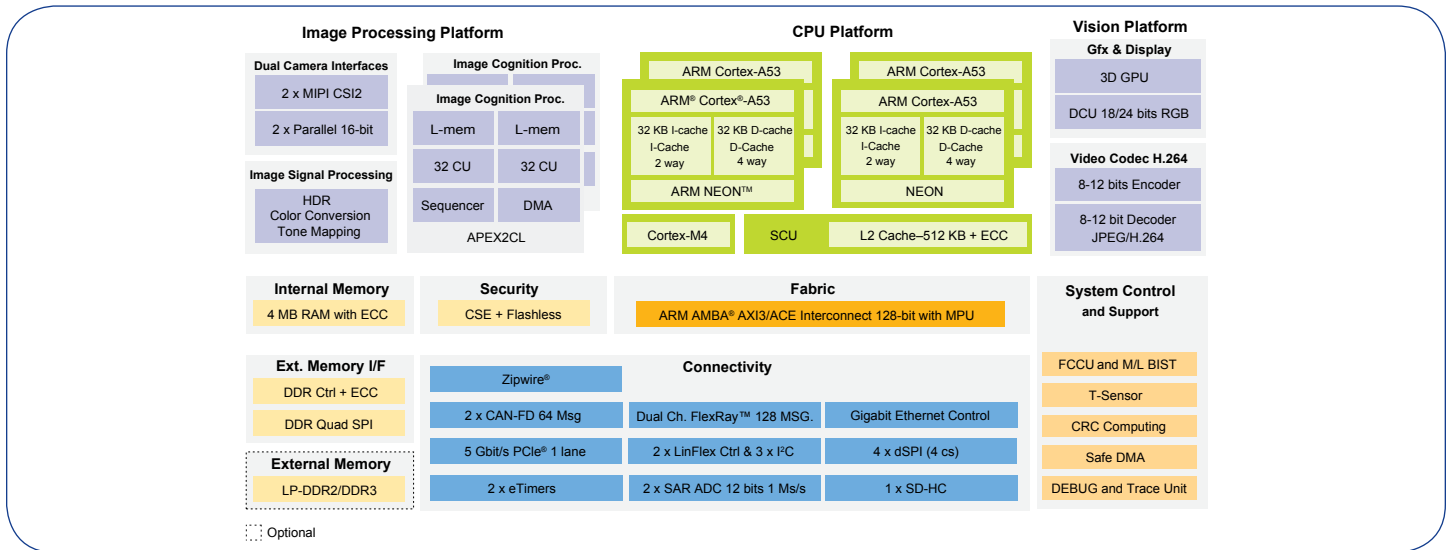 Image Processing Platform
CPU Platform
Vision Platform
Dual Camera Interfaces
2 x MIPI CSI2
2 x Parallel 16-bit
Image Signal Processing
HDR
Color Conversion
Tone Mapping
Image Cognition Proc.
Image Cognition Proc.
L-mem
L-mem
32 CU
32 CU
Sequencer
DMA
APEX2CL
ARM Cortex-A53
ARM® Cortex®-A53
32 KB I-cache
I-Cache
2 way
32 KB D-cache
D-Cache
4 way
ARM NEON™
ARM Cortex-A53
ARM Cortex-A53
32 KB I-cache
I-Cache
2 way
32 KB D-cache
D-Cache
4 way
NEON
Cortex-M4
SCU
L2 Cache–512 KB + ECC
Gfx & Display
3D GPU
DCU 18/24 bits RGB
Video Codec H.264
8-12 bits Encoder
8-12 bit Decoder
JPEG/H.264
Internal Memory
4 MB RAM with ECC
Security
CSE + Flashless
Fabric
ARM AMBA® AXI3/ACE Interconnect 128-bit with MPU
System Control
and Support
FCCU and M/L BIST
T-Sensor
CRC Computing
Safe DMA
DEBUG and Trace Unit
Ext. Memory I/F
DDR Ctrl + ECC
DDR Quad SPI
External Memory
LP-DDR2/DDR3
Connectivity
Zipwire®
2 x CAN-FD 64 Msg
Dual Ch. FlexRay™ 128 MSG.
Gigabit Ethernet Control
5 Gbit/s PCIe® 1 lane
2 x LinFlex Ctrl & 3 x I²C
4 x dSPI (4 cs)
2 x eTimers
2 x SAR ADC 12 bits 1 Ms/s
1 x SD-HC
Optional